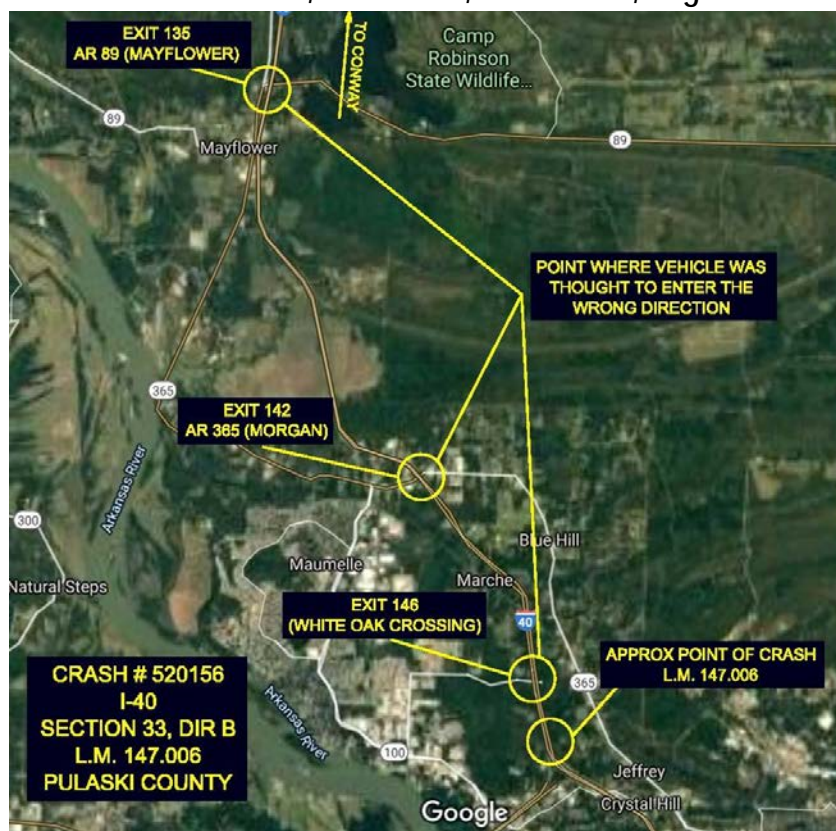 EXIT 135
AR 89 (MAYFLOWER)
TO CONWAY
Camp
Robinson
State Wildlife...
89
Mayflower
89
POINT WHERE VEHICLE WAS
THOUGHT TO ENTER THE
WRONG DIRECTION
365
EXIT 142
AR 365 (MORGAN)
Arkansas River
300
Blue Hill
Maumelle
Marche
Natural Steps
EXIT 146
(WHITE OAK CROSSING)
40
APPROX POINT OF CRASH
L.M. 147.006
365
CRASH # 520156
I-40
SECTION 33, DIR B
L.M. 147.006
PULASKI COUNTY
Arkansas River
100
Jeffrey
Crystal Hill
Google